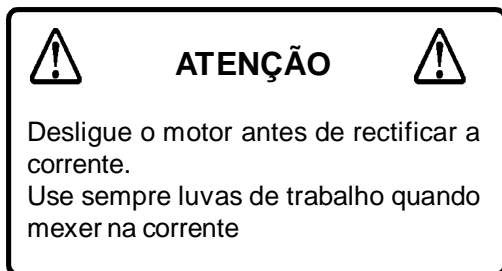 ATENÇÃO
Desligue o motor antes de rectificar a
corrente.
Use sempre luvas de trabalho quando
mexer na corrente